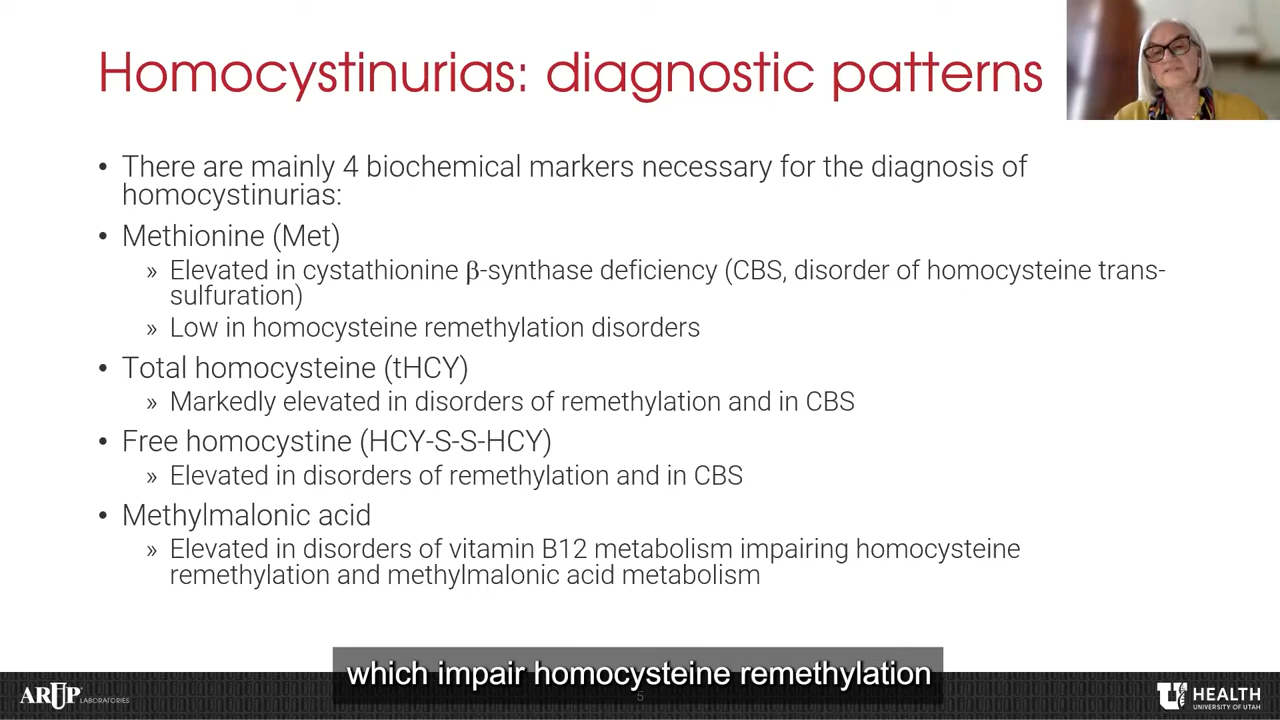 Homocystinurias: diagnostic patterns
• There are mainly 4 biochemical markers necessary for the diagnosis of
homocystinurias:
• Methionine (Met)
» Elevated in cystathionine β-synthase deficiency (CBS, disorder of homocysteine trans-
sulfuration)
» Low in homocysteine remethylation disorders
• Total homocysteine (tHCY)
» Markedly elevated in disorders of remethylation and in CBS
• Free homocystine (HCY-S-S-HCY)
» Elevated in disorders of remethylation and in CBS
• Methylmalonic acid
» Elevated in disorders of vitamin B12 metabolism impairing homocysteine
remethylation and methylmalonic acid metabolism
which impair homocysteine remethylation
ARUP LABORATORIES
5
U HEALTH
UNIVERSITY OF UTAH